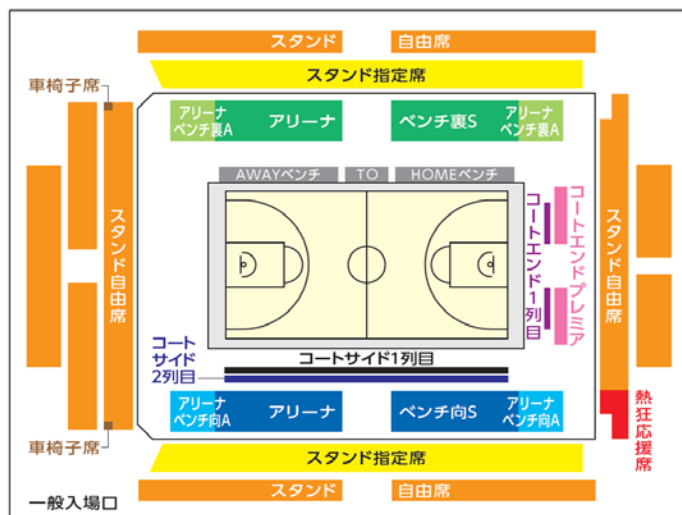 スタンド 自由席
スタンド指定席
車椅子席
アリーナ
ベンチ裏A
アリーナ
ベンチ裏S
アリーナ
ベンチ裏A
AWAYベンチ TO HOMEベンチ
スタンド自由席
コートエンド1列目
コートエンドプレミア
スタンド自由席
コートサイド1列目
コート
サイド
2列目
アリーナ
ベンチ向A
アリーナ
ベンチ向S
アリーナ
ベンチ向A
熱狂応援席
車椅子席
スタンド指定席
スタンド 自由席
一般入場口